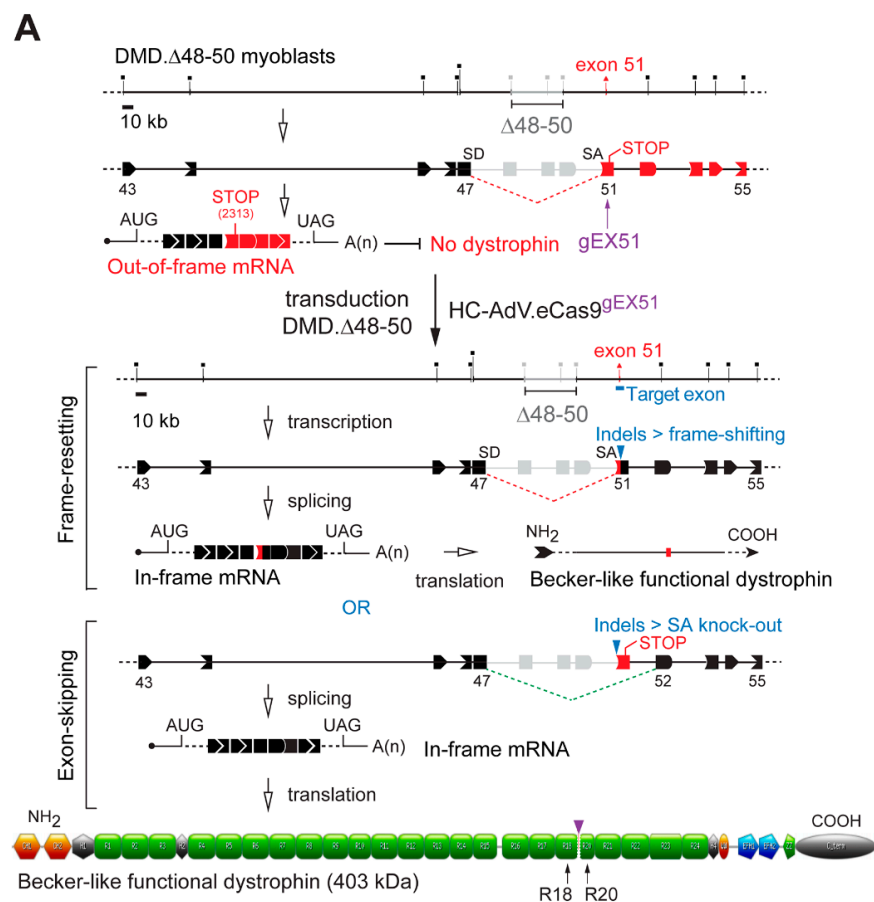 A
DMD.Δ48-50 myoblasts
exon 51
10 kb
Δ48-50
SD
SA
STOP
43
47
51
55
gEX51
STOP
(2313)
AUG
UAG
A(n)
No dystrophin
Out-of-frame mRNA
transduction
DMD.Δ48-50
HC-AdV.eCas9gEX51
Frame-resetting
exon 51
Target exon
10 kb
Δ48-50
transcription
Indels > frame-shifting
SD
SA
43
47
51
55
splicing
AUG
UAG
A(n)
In-frame mRNA
translation
NH2
COOH
Becker-like functional dystrophin
OR
Exon-skipping
Indels > SA knock-out
STOP
43
47
52
55
splicing
AUG
UAG
A(n)
In-frame mRNA
translation
NH2
COOH
Becker-like functional dystrophin (403 kDa)
R18
R20